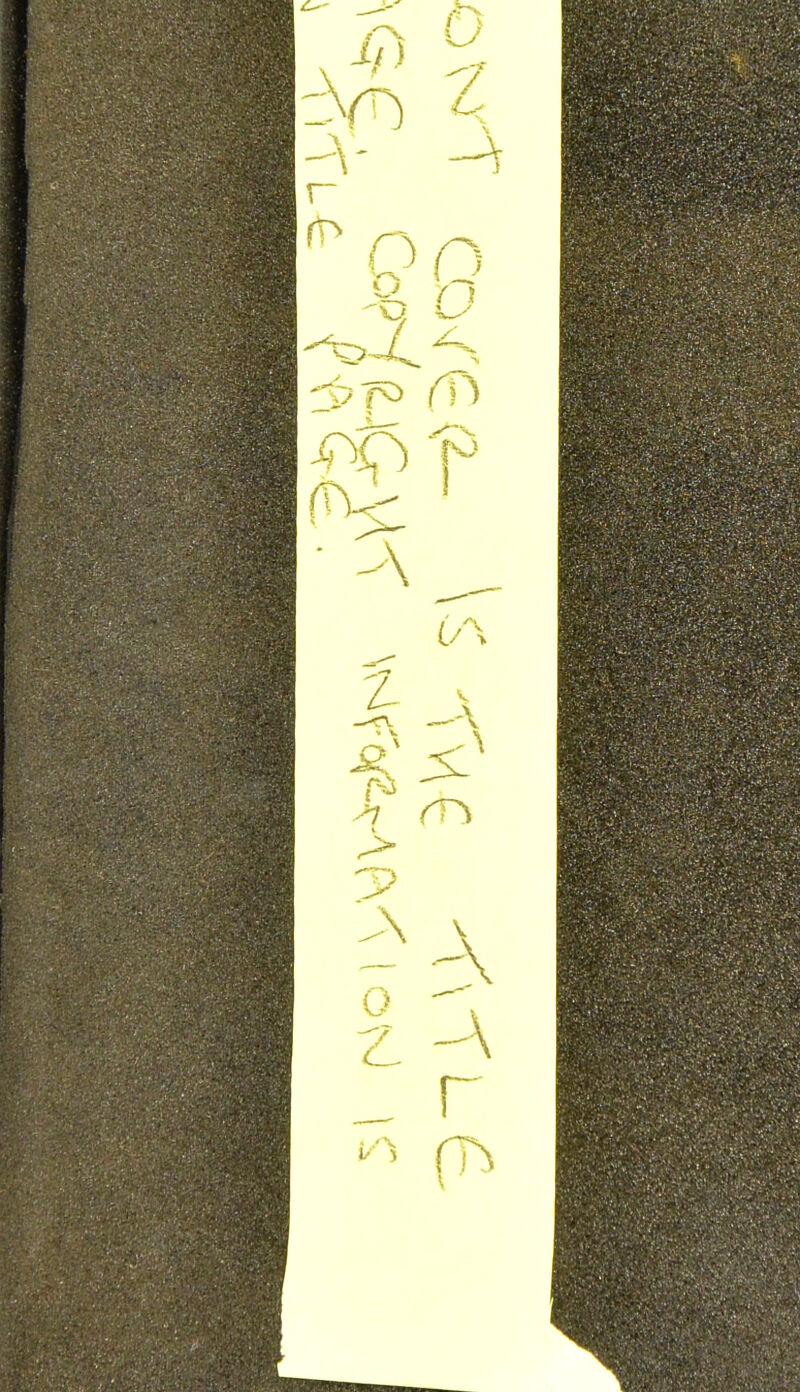 ONT COVER IS THE TITLE
AGE. COPYRIGHT INFORMATION IS
N TITLE PAGE.